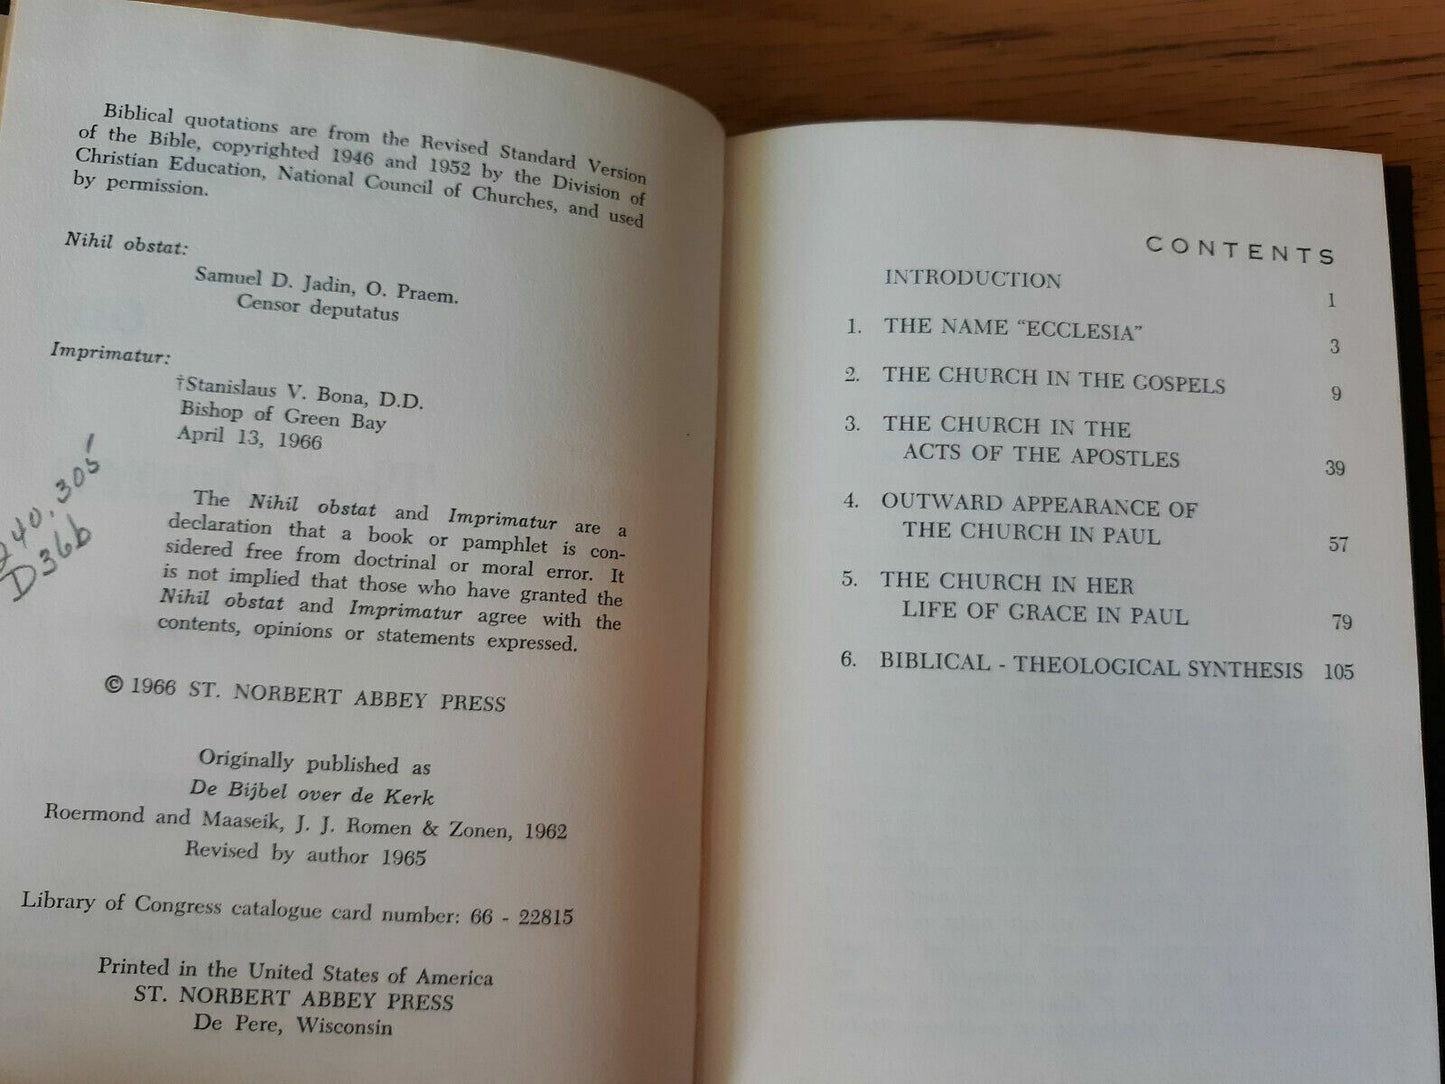 Biblical quotations are from the Revised Standard Version
of the Bible, copyrighted 1946 and 1952 by the Division of
Christian Education, National Council of Churches, and used
by permission.
Nihil obstat:
Samuel D. Jadin, O. Praem.
Censor deputatus
Imprimatur:
†Stanislaus V. Bona, D.D.
Bishop of Green Bay
April 13, 1966
The Nihil obstat and Imprimatur are a
declaration that a book or pamphlet is con-
sidered free from doctrinal or moral error. It
is not implied that those who have granted the
Nihil obstat and Imprimatur agree with the
contents, opinions or statements expressed.
D36b
© 1966 ST. NORBERT ABBEY PRESS
Originally published as
De Bijbel over de Kerk
Roermond and Maaseik, J. J. Romen & Zonen, 1962
Revised by author 1965
Library of Congress catalogue card number: 66 - 22815
Printed in the United States of America
ST. NORBERT ABBEY PRESS
De Pere, Wisconsin
CONTENTS
INTRODUCTION 1
1. THE NAME "ECCLESIA" 3
2. THE CHURCH IN THE GOSPELS 9
3. THE CHURCH IN THE
ACTS OF THE APOSTLES 39
4. OUTWARD APPEARANCE OF
THE CHURCH IN PAUL 57
5. THE CHURCH IN HER
LIFE OF GRACE IN PAUL 79
6. BIBLICAL - THEOLOGICAL SYNTHESIS 105